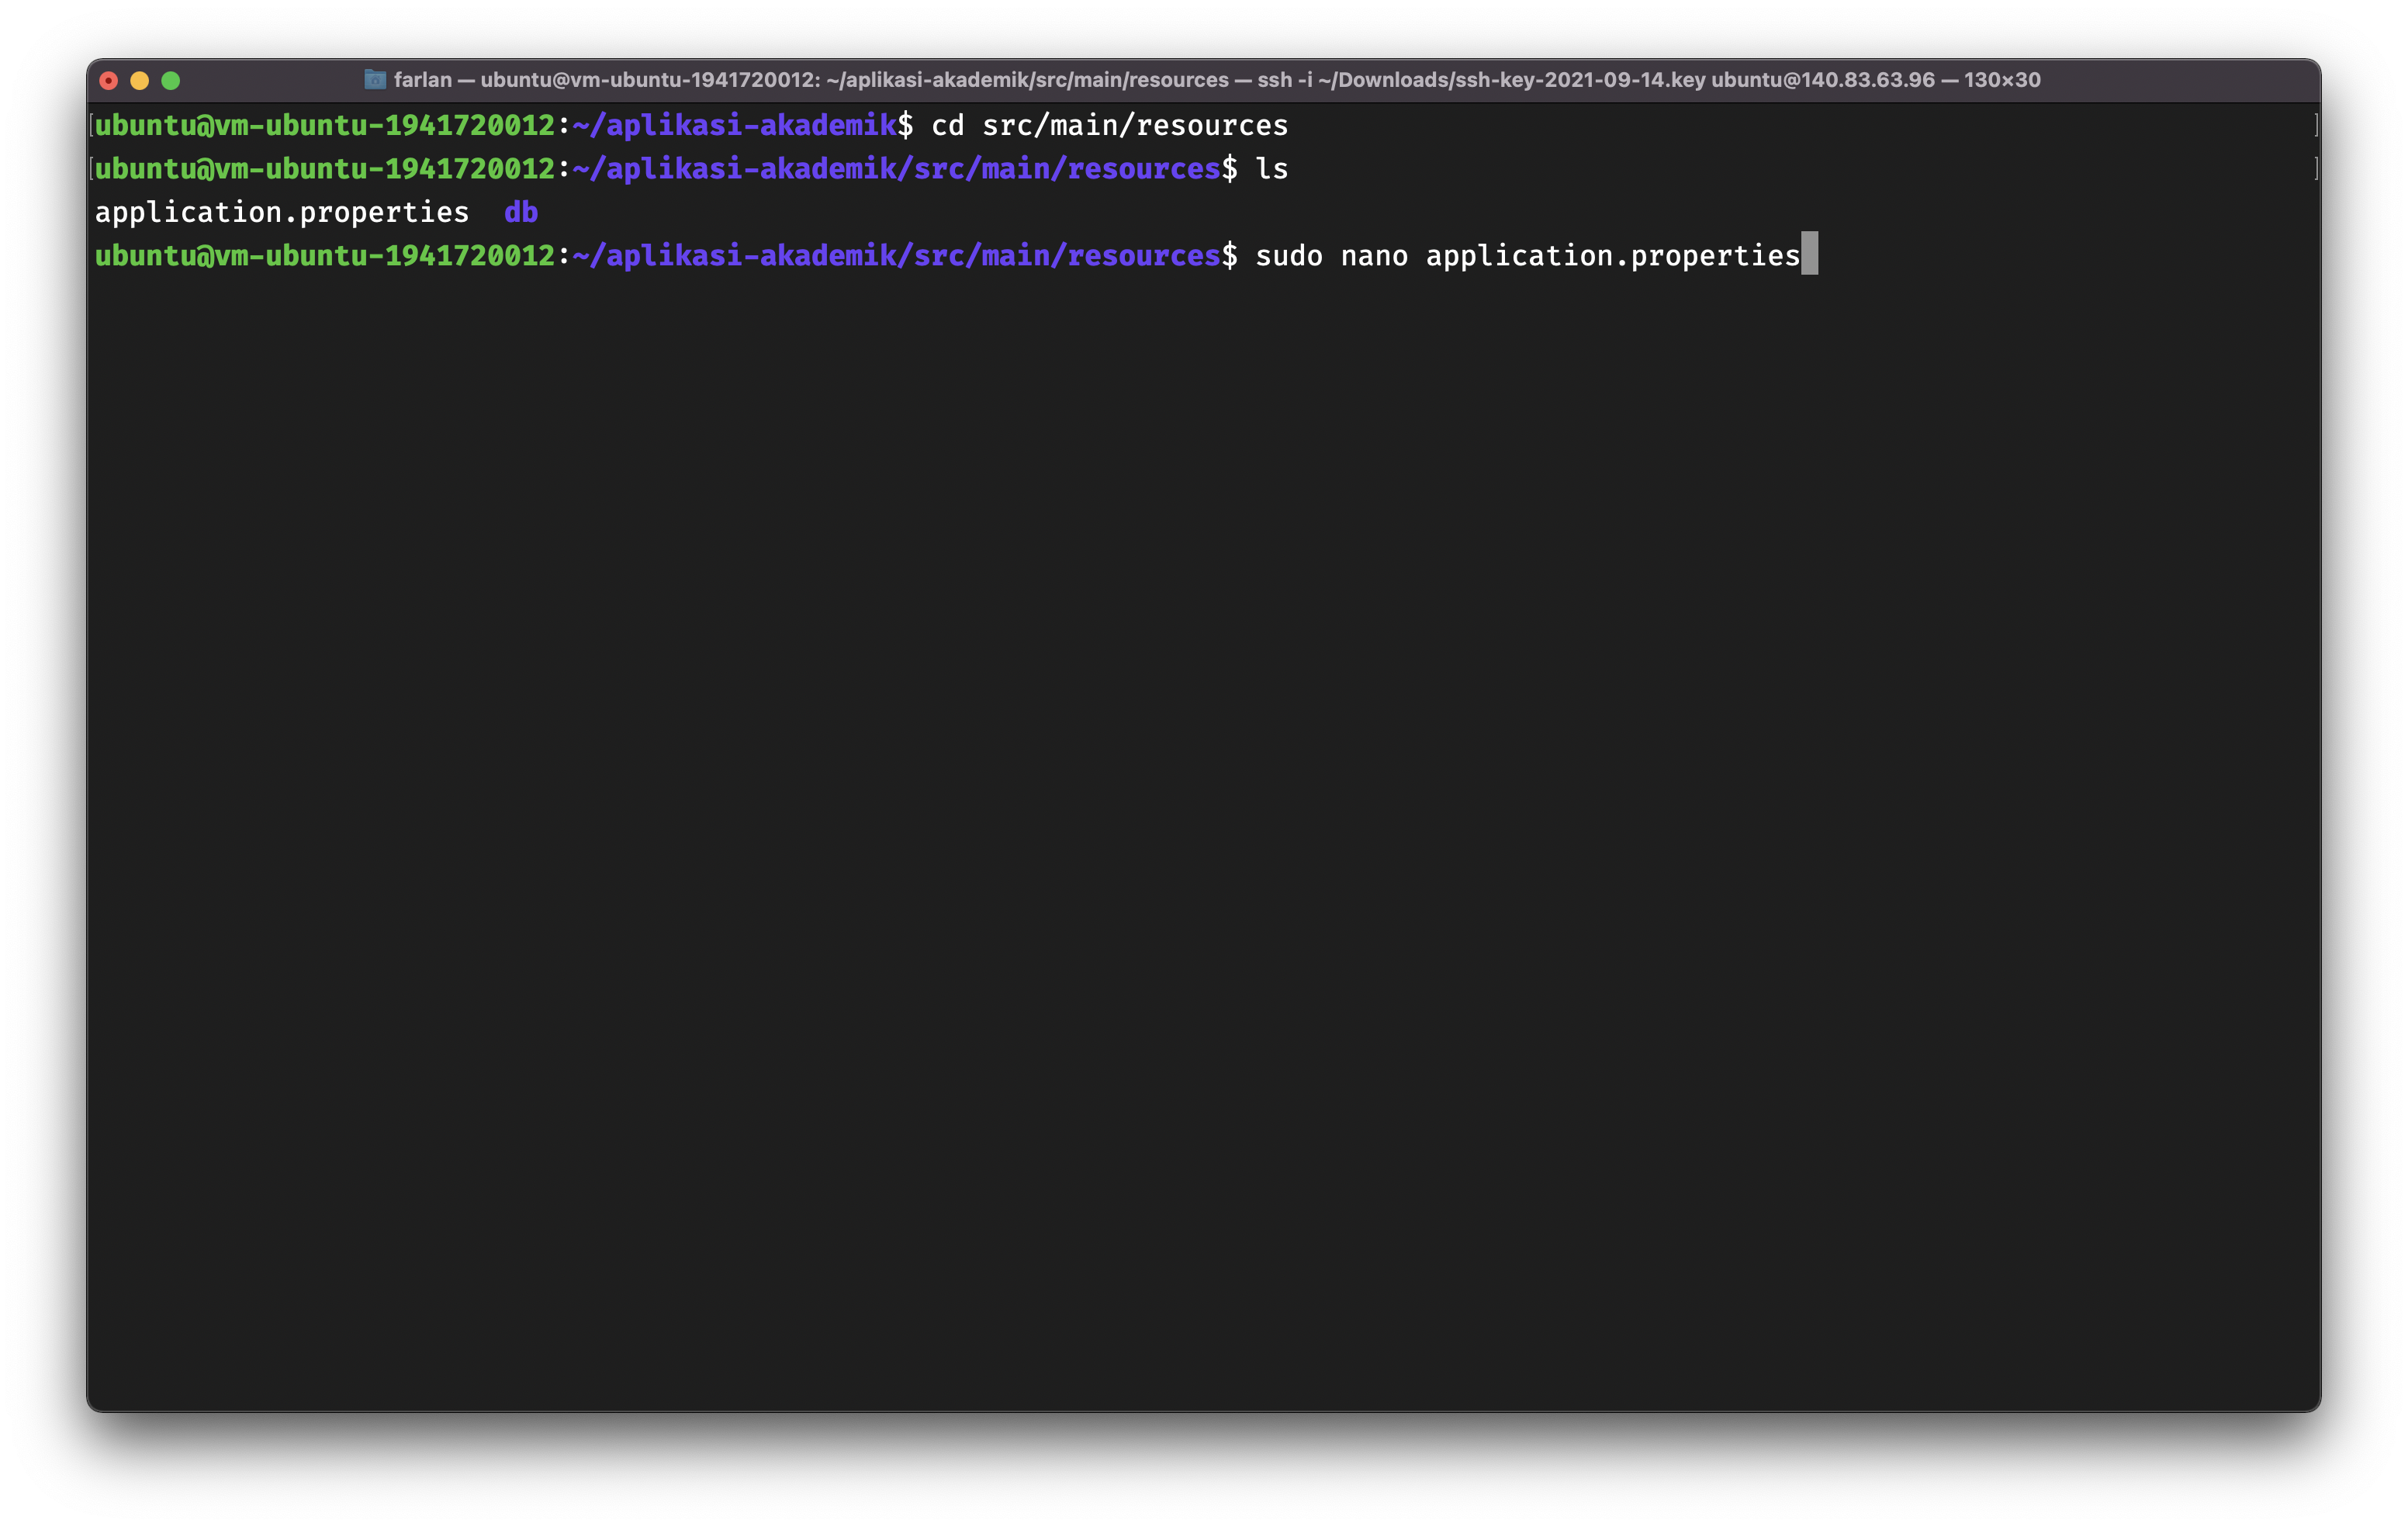 farlan — ubuntu@vm-ubuntu-1941720012: ~/aplikasi-akademik/src/main/resources — ssh -i ~/Downloads/ssh-key-2021-09-14.key ubuntu@140.83.63.96 — 130×30
[ubuntu@vm-ubuntu-1941720012:~/aplikasi-akademik$ cd src/main/resources ]
[ubuntu@vm-ubuntu-1941720012:~/aplikasi-akademik/src/main/resources$ ls ]
application.properties  db
ubuntu@vm-ubuntu-1941720012:~/aplikasi-akademik/src/main/resources$ sudo nano application.properties